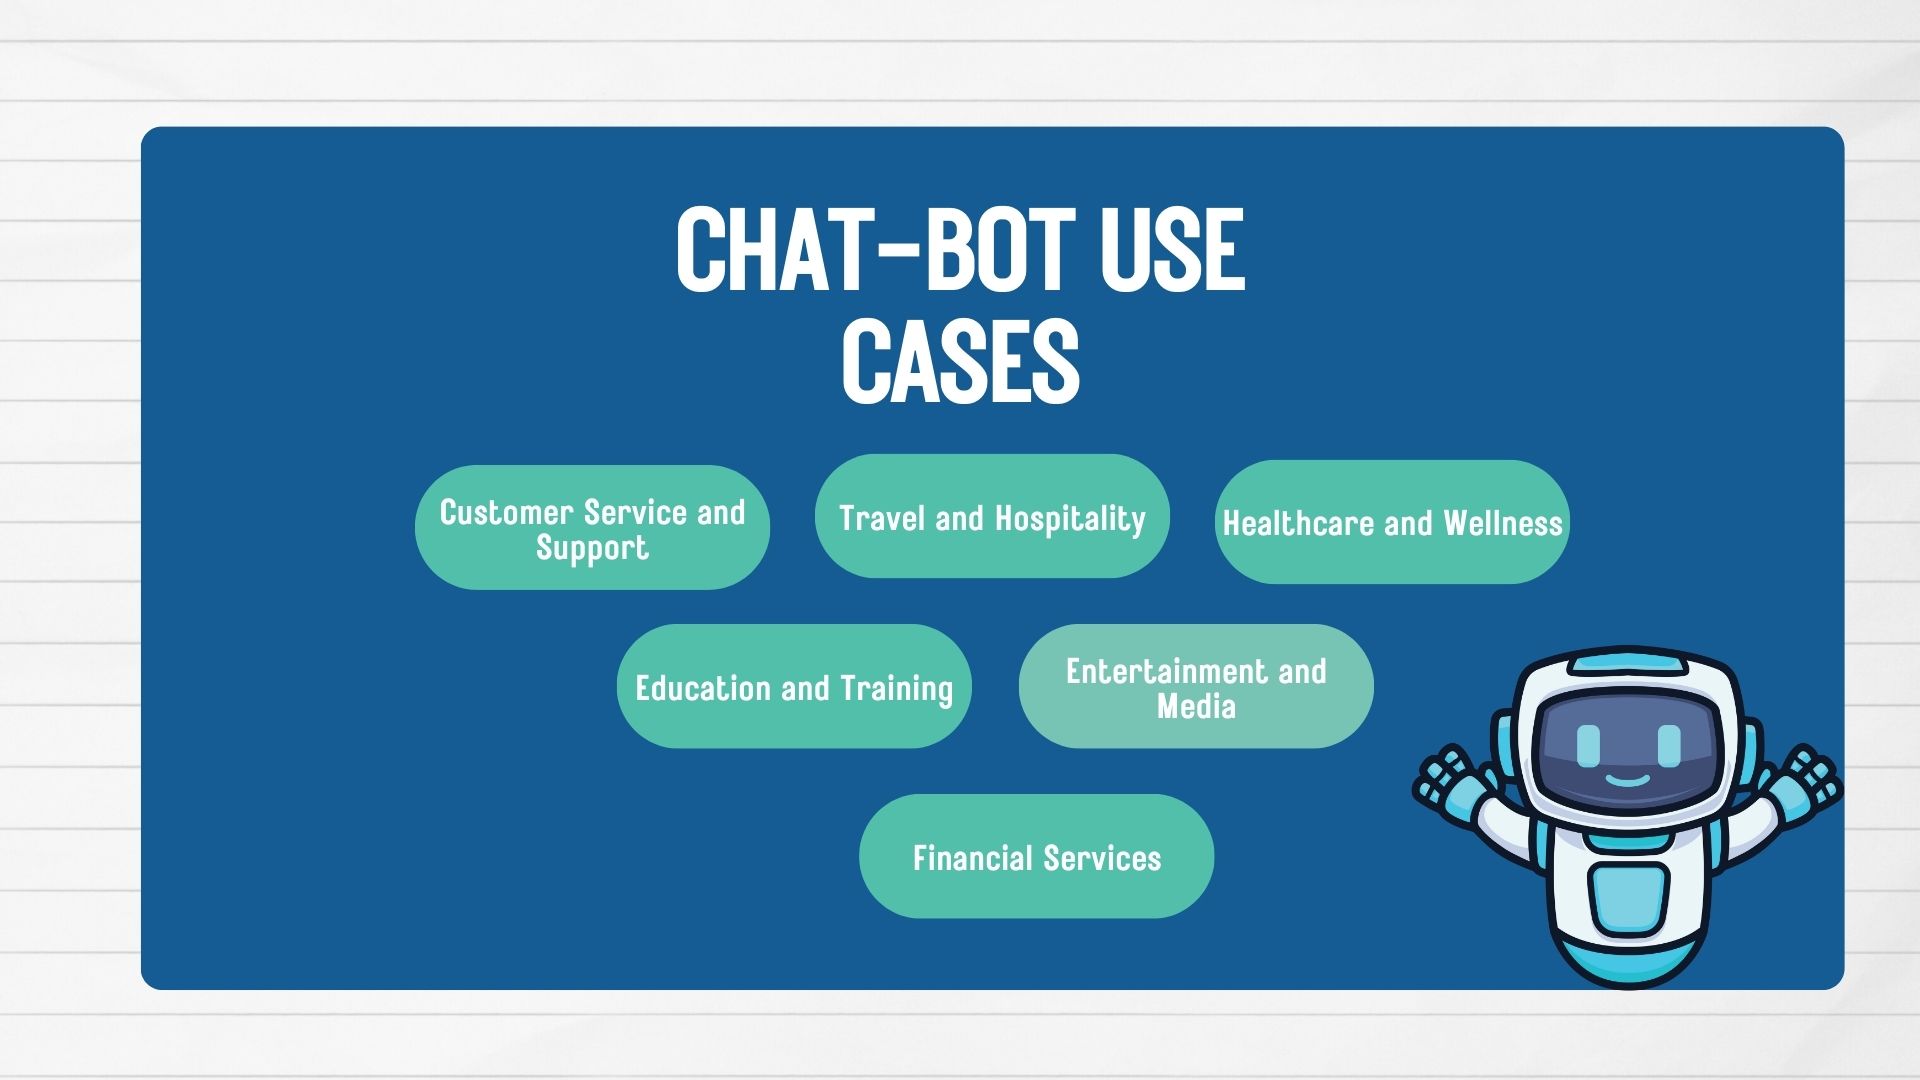 CHAT-BOT USE
CASES
Customer Service and
Support
Travel and Hospitality
Healthcare and Wellness
Education and Training
Entertainment and
Media
Financial Services